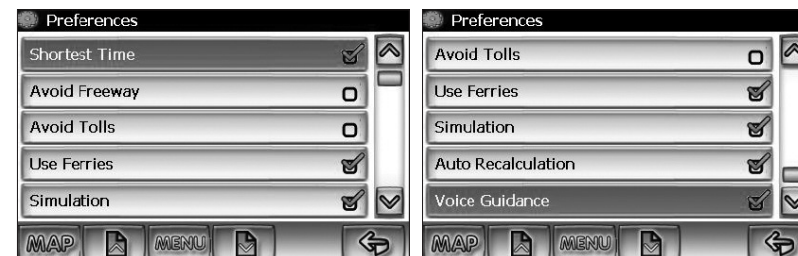 Preferences
Shortest Time
Avoid Freeway
Avoid Tolls
Use Ferries
Simulation
MAP
MENU
Preferences
Avoid Tolls
Use Ferries
Simulation
Auto Recalculation
Voice Guidance
MAP
MENU